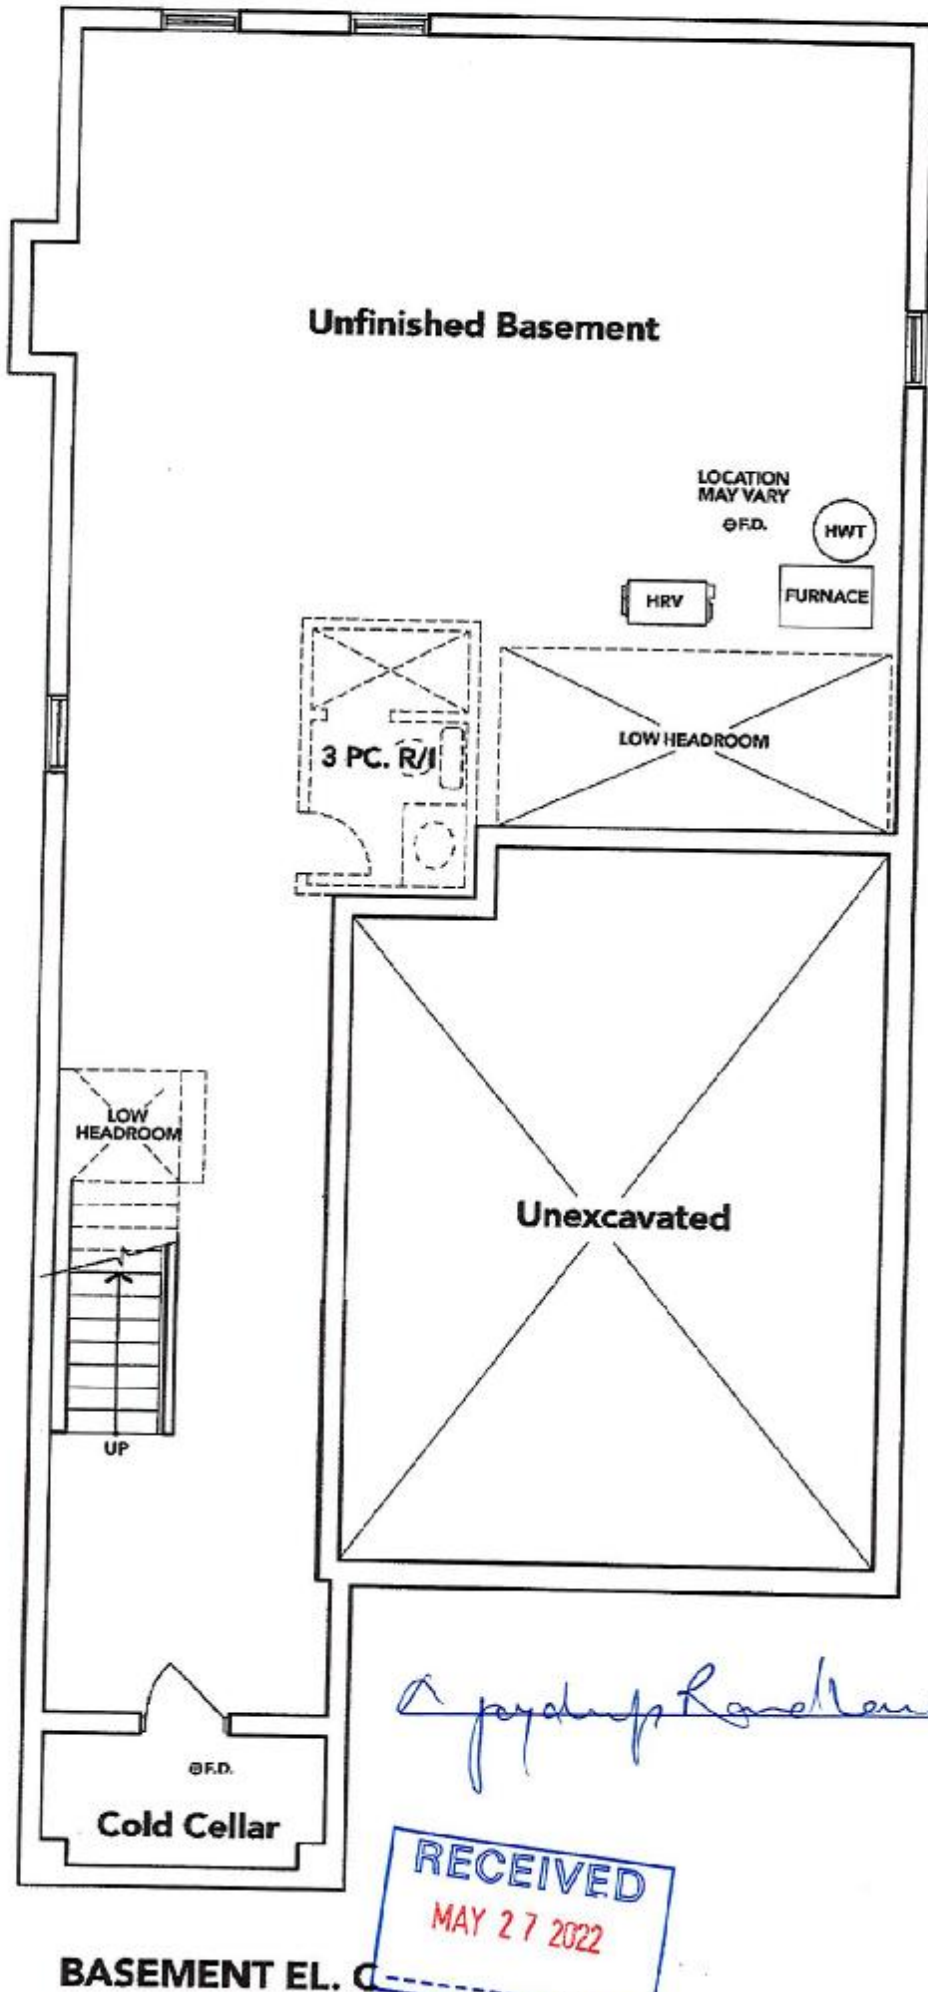 Unfinished Basement
LOCATION
MAY VARY
F.D.
HWT
HRV
FURNACE
LOW HEADROOM
3 PC. R/I
LOW
HEADROOM
Unexcavated
UP
F.D.
Cold Cellar
RECEIVED
MAY 27 2022
BASEMENT EL. C